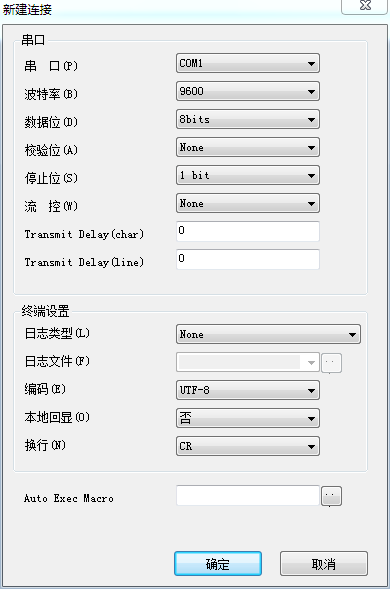 新建连接
串口
串 口(P) COM1
波特率(B) 9600
数据位(D) 8bits
校验位(A) None
停止位(S) 1 bit
流 控(W) None
Transmit Delay(char) 0
Transmit Delay(line) 0
终端设置
日志类型(L) None
日志文件(F) ..
编码(E) UTF-8
本地回显(O) 否
换行(N) CR
Auto Exec Macro ..
确定 取消